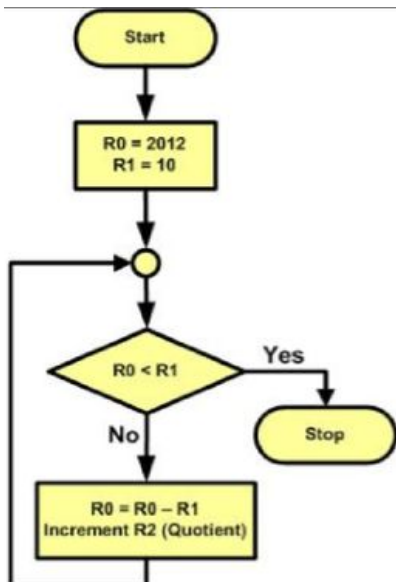 Start
R0 = 2012
R1 = 10
R0 < R1
Yes
No
Stop
R0 = R0 – R1
Increment R2 (Quotient)